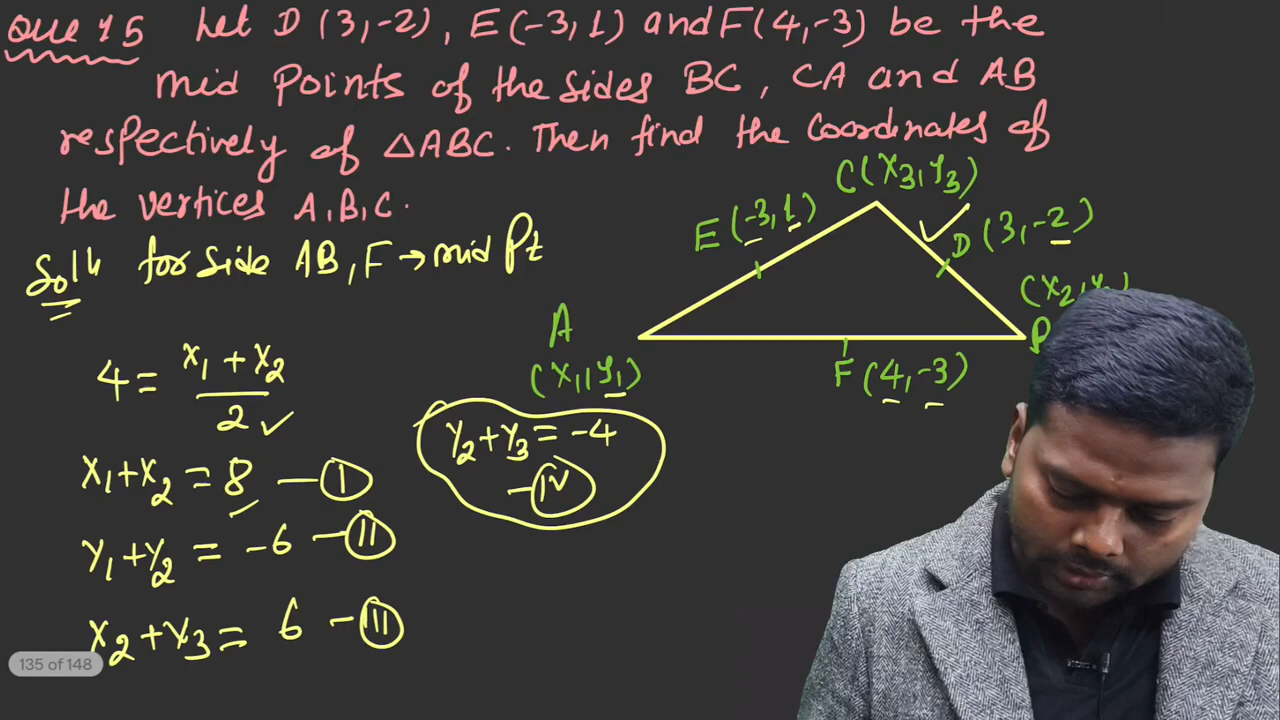 Que 15 Let D (3,-2), E(-3,1) and F(4,-3) be the
mid points of the sides BC, CA and AB
respectively of △ABC. Then find the coordinates of
the vertices A,B,C.
Solⁿ for side AB, F → mid Pt
C(x₃,y₃)
E (-3,1)
D (3,-2)
A
(x₁,y₁)
F (4,-3)
4 = x₁ + x₂
2 ✓
x₁+x₂ = 8 — I
y₁+y₂ = -6 — II
x₂+x₃ = 6 — III
y₂+y₃ = -4
— IV
135 of 148